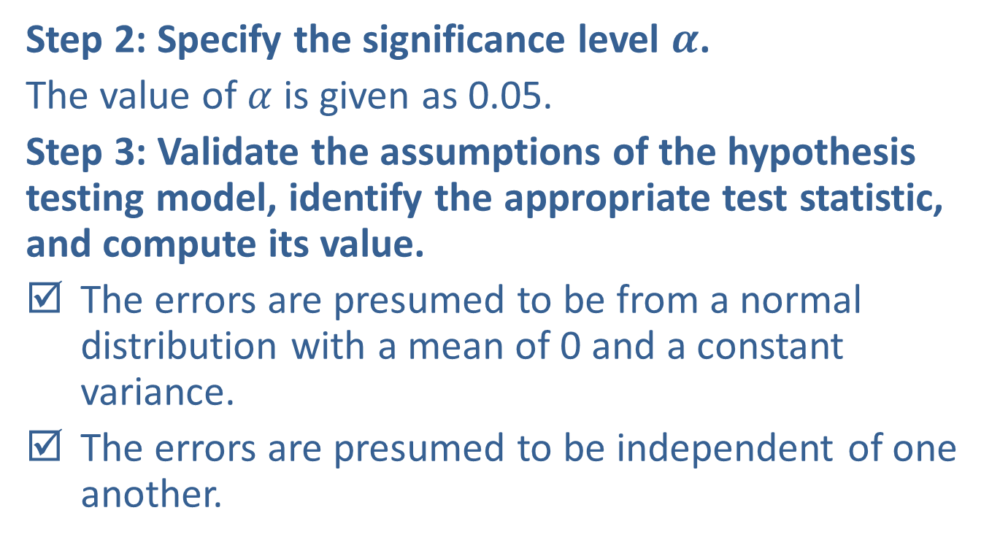 Step 2: Specify the significance level α.
The value of α is given as 0.05.
Step 3: Validate the assumptions of the hypothesis
testing model, identify the appropriate test statistic,
and compute its value.
☑ The errors are presumed to be from a normal
distribution with a mean of 0 and a constant
variance.
☑ The errors are presumed to be independent of one
another.